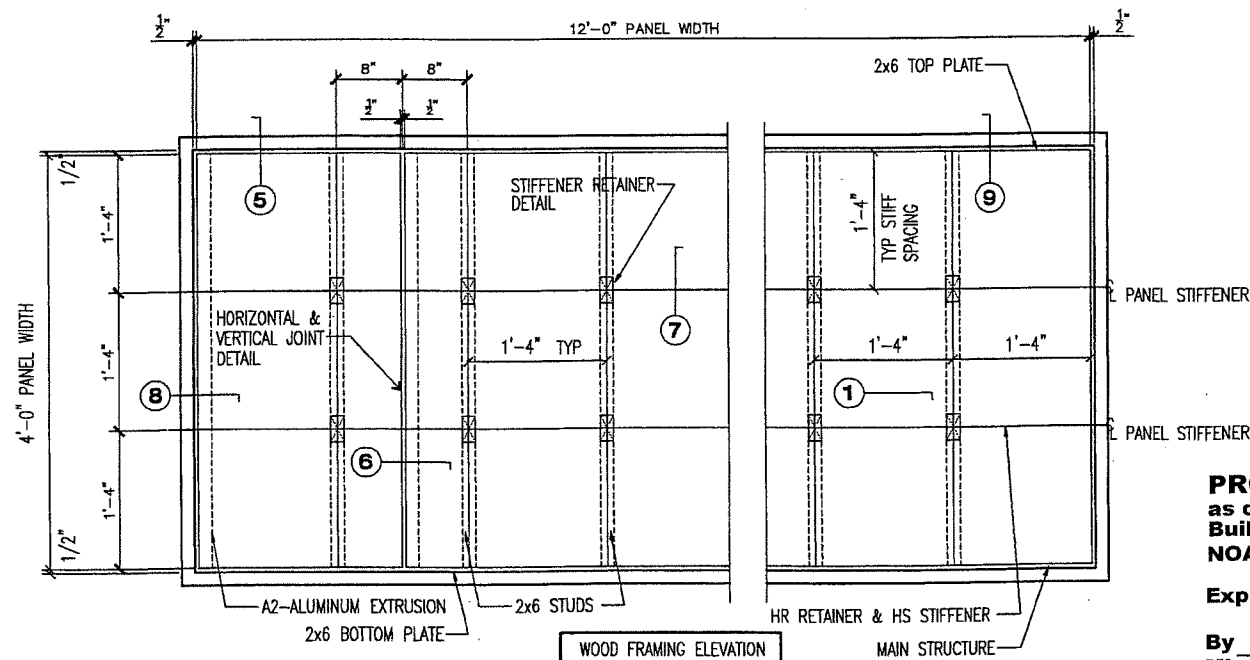 1/2"
12'-0" PANEL WIDTH
1/2"
8"
8"
2x6 TOP PLATE
1/2"
1/2"
1/2"
5
9
STIFFENER RETAINER
DETAIL
1'-4"
TYP STIFF
SPACING
1'-4"
℄ PANEL STIFFENER
HORIZONTAL &
VERTICAL JOINT
DETAIL
7
4'-0" PANEL WIDTH
1'-4"
1'-4" TYP
1'-4"
1'-4"
8
1
℄ PANEL STIFFENER
6
1'-4"
1/2"
PRO
as c
Buil
NOA
Exp
By
A2-ALUMINUM EXTRUSION
2x6 STUDS
HR RETAINER & HS STIFFENER
2x6 BOTTOM PLATE
WOOD FRAMING ELEVATION
MAIN STRUCTURE